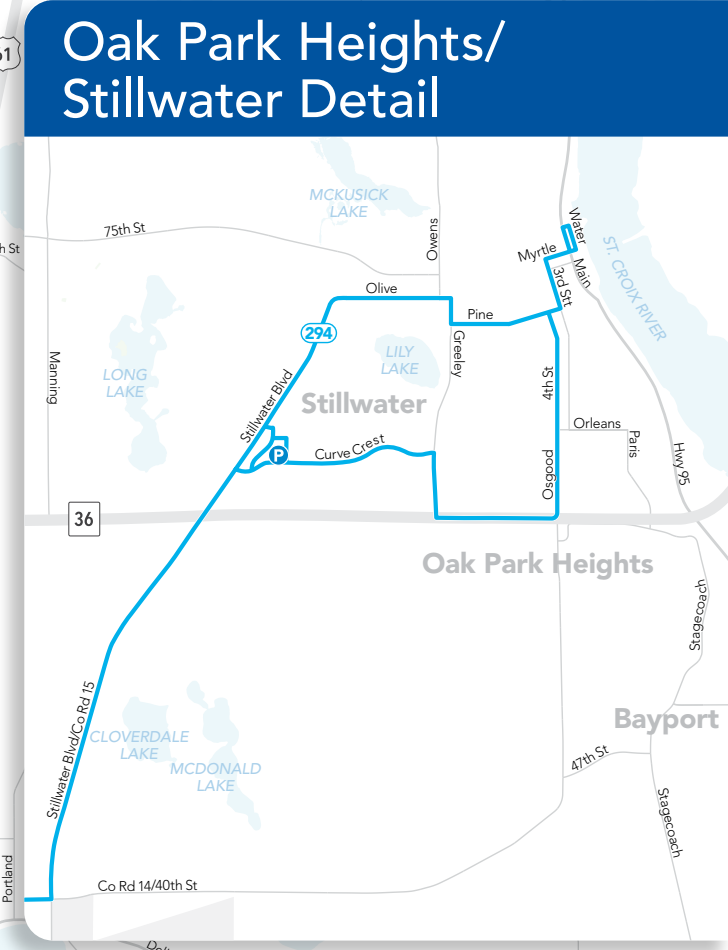 Oak Park Heights/
Stillwater Detail
61
MCKUSICK
LAKE
Owens
Water
75th St
h St
Myrtle
Main
ST. CROIX RIVER
3rd Stt
Olive
Pine
294
Greeley
LILY
LAKE
Manning
LONG
LAKE
Stillwater Blvd
Stillwater
4th St
Orleans
Paris
P
Curve Crest
Osgood
Hwy 95
36
Oak Park Heights
Stagecoach
Stillwater Blvd/Co Rd 15
Bayport
CLOVERDALE
LAKE
MCDONALD
LAKE
47th St
Stagecoach
Portland
Co Rd 14/40th St